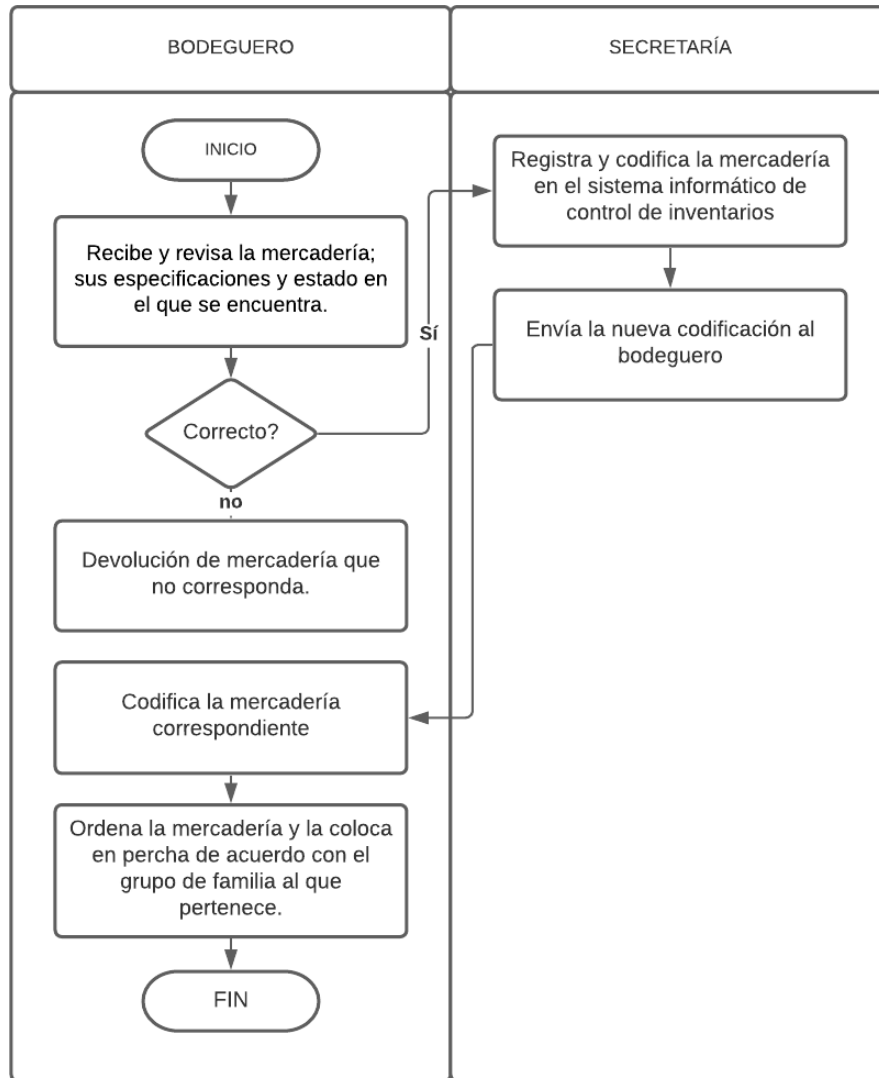 BODEGUERO
SECRETARÍA
INICIO
Recibe y revisa la mercadería;
sus especificaciones y estado en
el que se encuentra.
Correcto?
Sí
no
Registra y codifica la mercadería
en el sistema informático de
control de inventarios
Envía la nueva codificación al
bodeguero
Devolución de mercadería que
no corresponda.
Codifica la mercadería
correspondiente
Ordena la mercadería y la coloca
en percha de acuerdo con el
grupo de familia al que
pertenece.
FIN